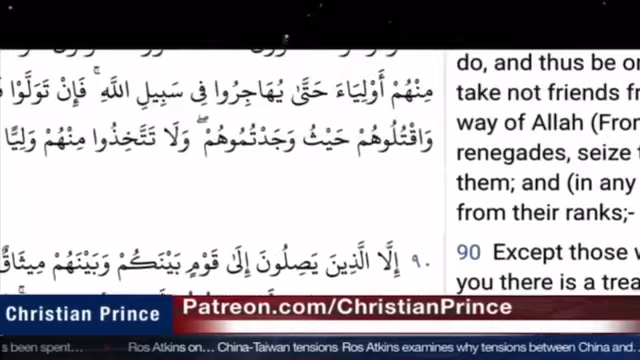 مِنْهُمْ أَوْلِيَاءَ حَتَّىٰ يُهَاجِرُوا فِي سَبِيلِ اللَّهِ ۚ فَإِنْ تَوَلَّوْا
وَاقْتُلُوهُمْ حَيْثُ وَجَدْتُمُوهُمْ ۖ وَلَا تَتَّخِذُوا مِنْهُمْ وَلِيًّا
٩٠ إِلَّا الَّذِينَ يَصِلُونَ إِلَىٰ قَوْمٍ بَيْنَكُمْ وَبَيْنَهُمْ مِيثَاقٌ
do, and thus be on
take not friends fr
way of Allah (From
renegades, seize t
them; and (in any
from their ranks;-
90 Except those w
you there is a trea
Christian Prince
Patreon.com/ChristianPrince
s been spent... Ros Atkins on... China-Taiwan tensions Ros Atkins examines why tensions between China and.